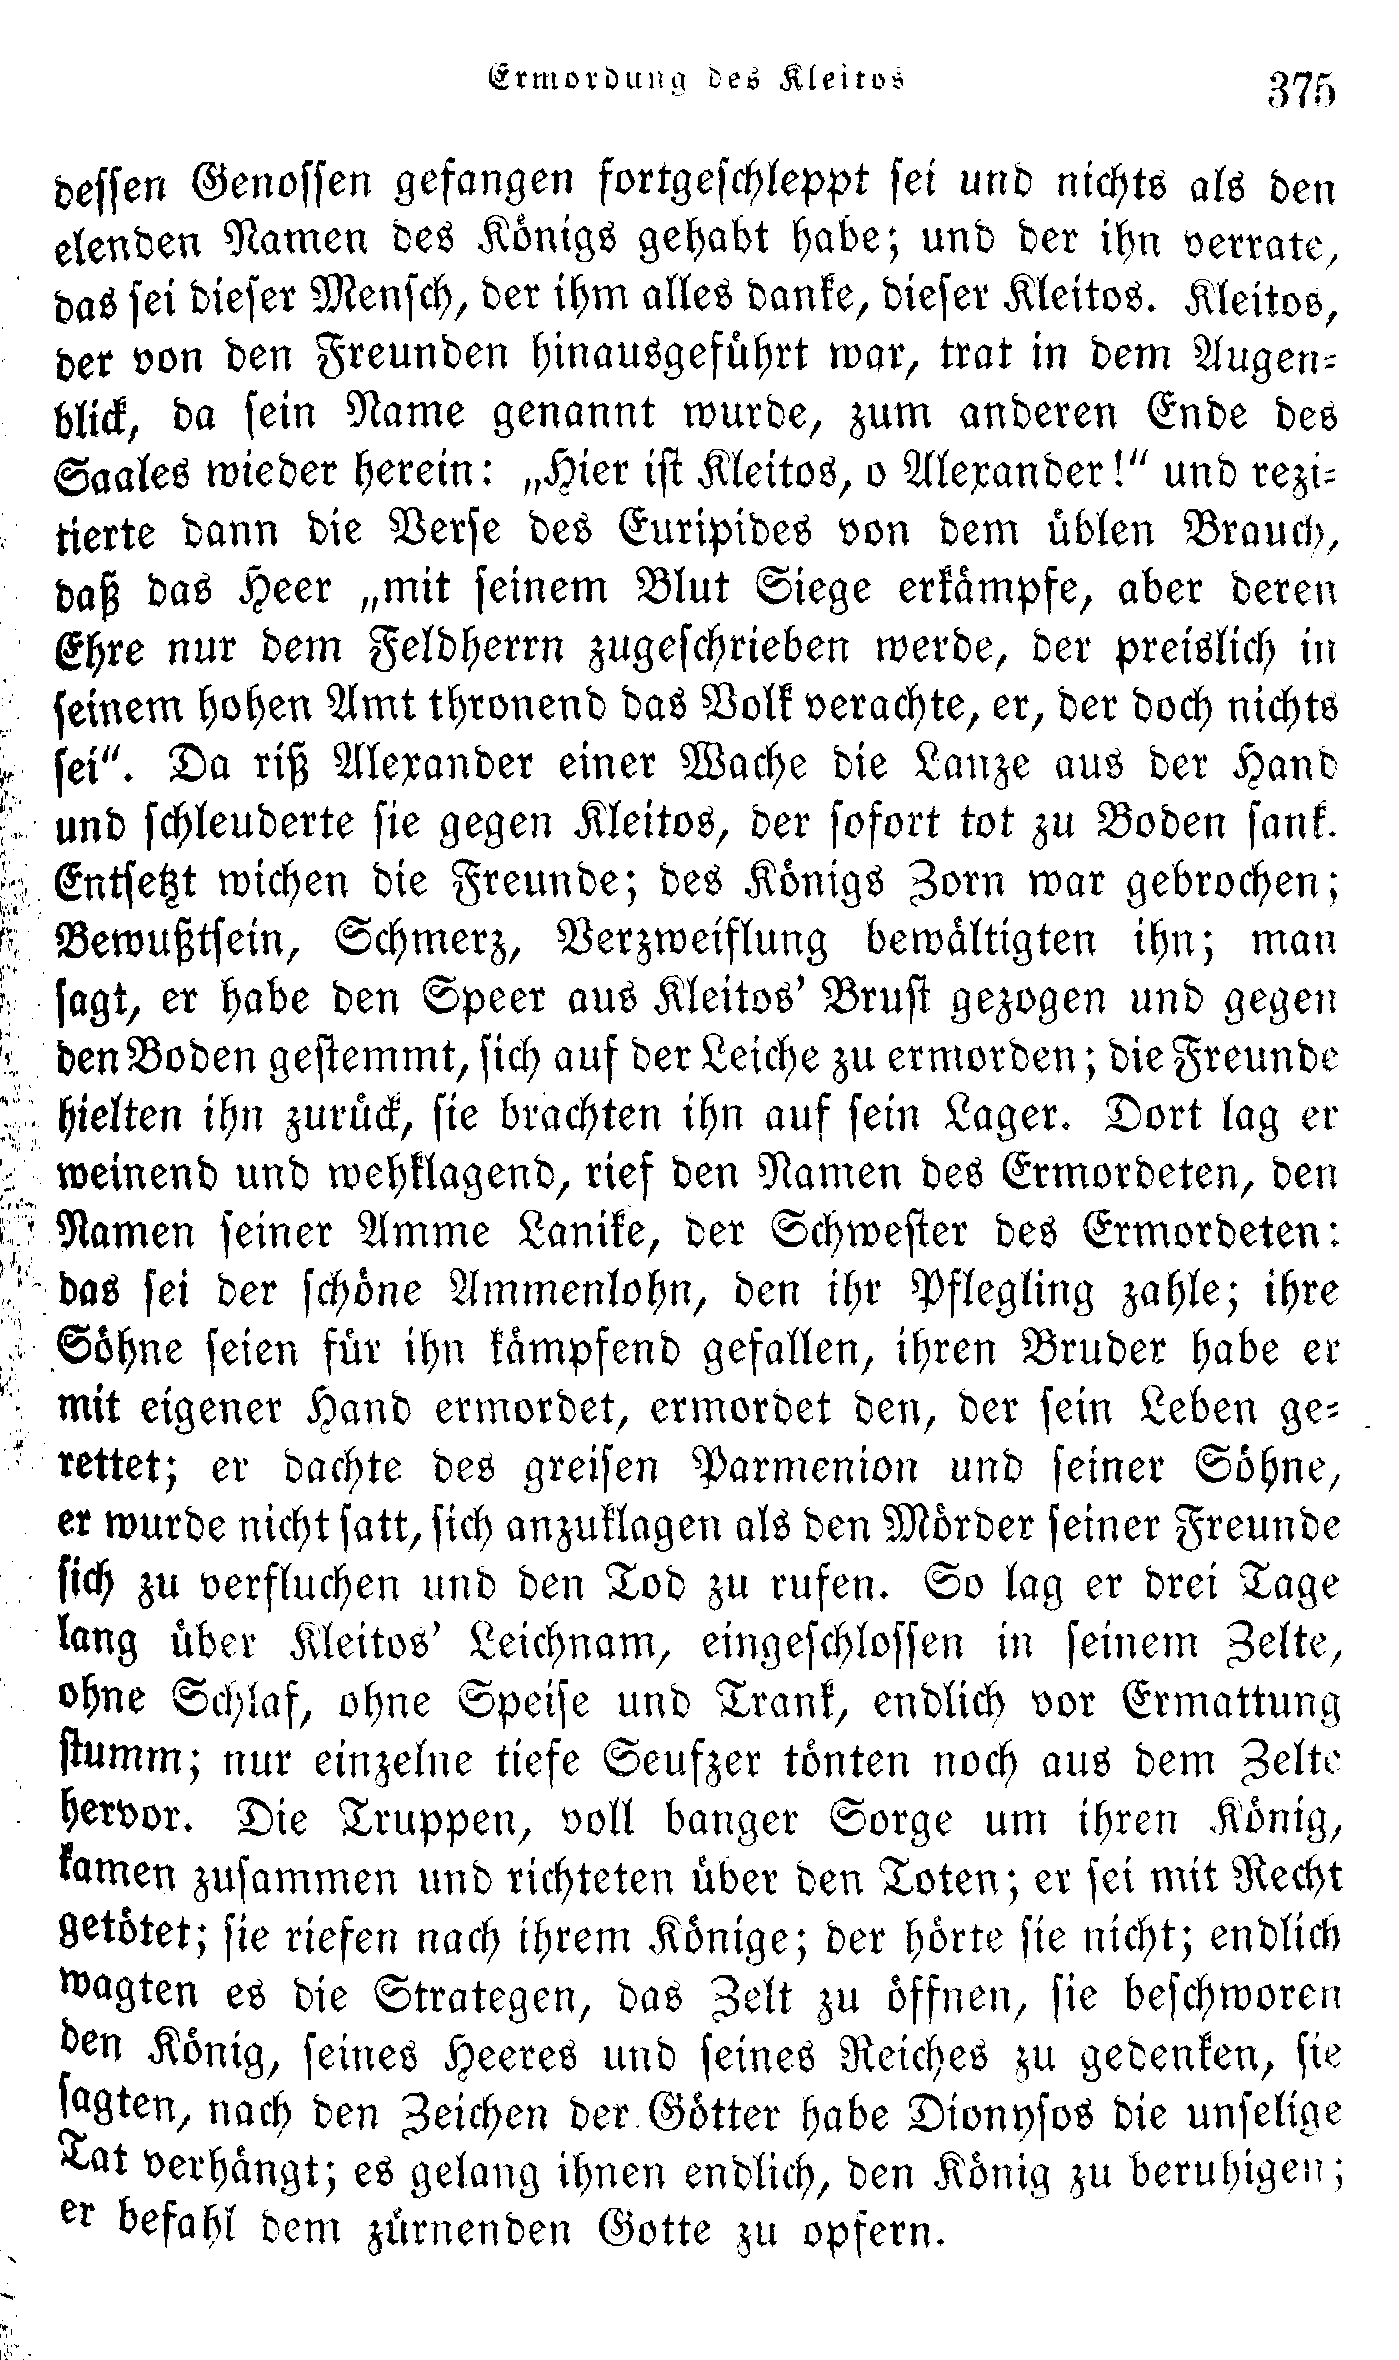 Ermordung des Kleitos 375
dessen Genossen gefangen fortgeschleppt sei und nichts als den
elenden Namen des Königs gehabt habe; und der ihn verrate,
das sei dieser Mensch, der ihm alles danke, dieser Kleitos. Kleitos,
der von den Freunden hinausgeführt war, trat in dem Augen-
blick, da sein Name genannt wurde, zum anderen Ende des
Saales wieder herein: „Hier ist Kleitos, o Alexander!“ und rezi-
tierte dann die Verse des Euripides von dem üblen Brauch,
daß das Heer „mit seinem Blut Siege erkämpfe, aber deren
Ehre nur dem Feldherrn zugeschrieben werde, der preislich in
seinem hohen Amt thronend das Volk verachte, er, der doch nichts
sei“. Da riß Alexander einer Wache die Lanze aus der Hand
und schleuderte sie gegen Kleitos, der sofort tot zu Boden sank.
Entsetzt wichen die Freunde; des Königs Zorn war gebrochen;
Bewußtsein, Schmerz, Verzweiflung bewältigten ihn; man
sagt, er habe den Speer aus Kleitos' Brust gezogen und gegen
den Boden gestemmt, sich auf der Leiche zu ermorden; die Freunde
hielten ihn zurück, sie brachten ihn auf sein Lager. Dort lag er
weinend und wehklagend, rief den Namen des Ermordeten, den
Namen seiner Amme Lanike, der Schwester des Ermordeten:
das sei der schöne Ammenlohn, den ihr Pflegling zahle; ihre
Söhne seien für ihn kämpfend gefallen, ihren Bruder habe er
mit eigener Hand ermordet, ermordet den, der sein Leben ge-
rettet; er dachte des greisen Parmenion und seiner Söhne,
er wurde nicht satt, sich anzuklagen als den Mörder seiner Freunde
sich zu verfluchen und den Tod zu rufen. So lag er drei Tage
lang über Kleitos' Leichnam, eingeschlossen in seinem Zelte,
ohne Schlaf, ohne Speise und Trank, endlich vor Ermattung
stumm; nur einzelne tiefe Seufzer tönten noch aus dem Zelte
hervor. Die Truppen, voll banger Sorge um ihren König,
kamen zusammen und richteten über den Toten; er sei mit Recht
getötet; sie riefen nach ihrem Könige; der hörte sie nicht; endlich
wagten es die Strategen, das Zelt zu öffnen, sie beschworen
den König, seines Heeres und seines Reiches zu gedenken, sie
sagten, nach den Zeichen der Götter habe Dionysos die unselige
Tat verhängt; es gelang ihnen endlich, den König zu beruhigen;
er befahl dem zürnenden Gotte zu opfern.